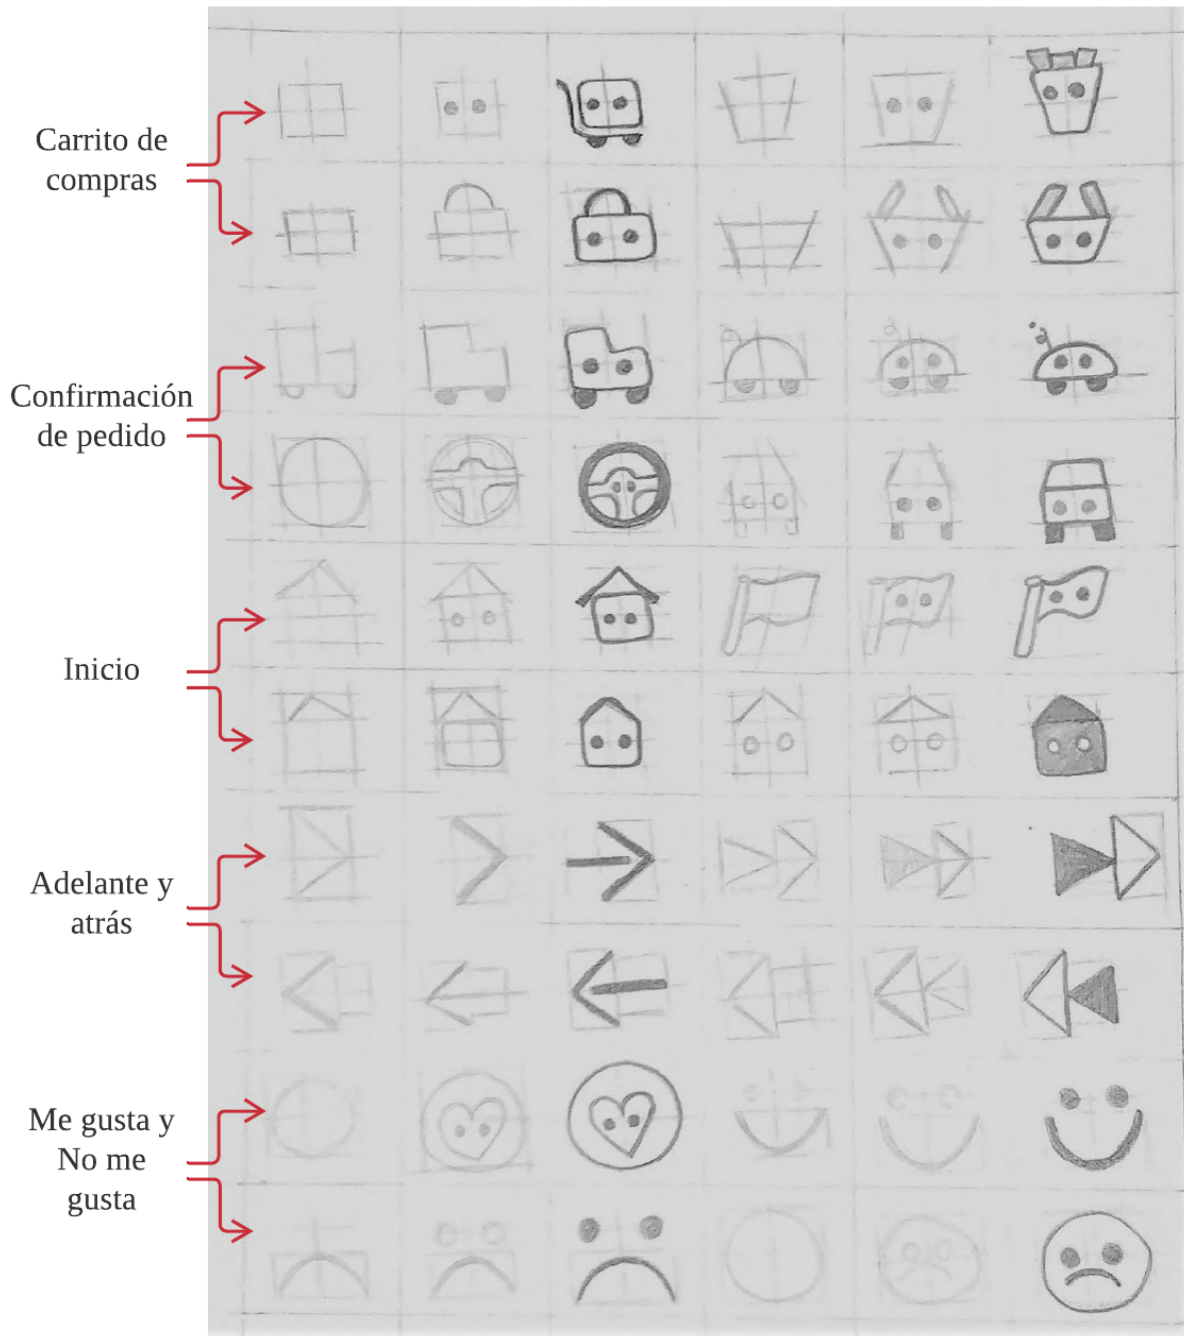 Carrito de
compras
Confirmación
de pedido
Inicio
Adelante y
atrás
Me gusta y
No me
gusta